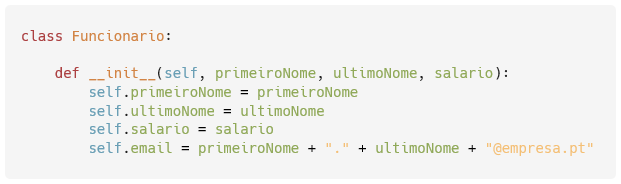 class Funcionario:
    def __init__(self, primeiroNome, ultimoNome, salario):
        self.primeiroNome = primeiroNome
        self.ultimoNome = ultimoNome
        self.salario = salario
        self.email = primeiroNome + "." + ultimoNome + "@empresa.pt"